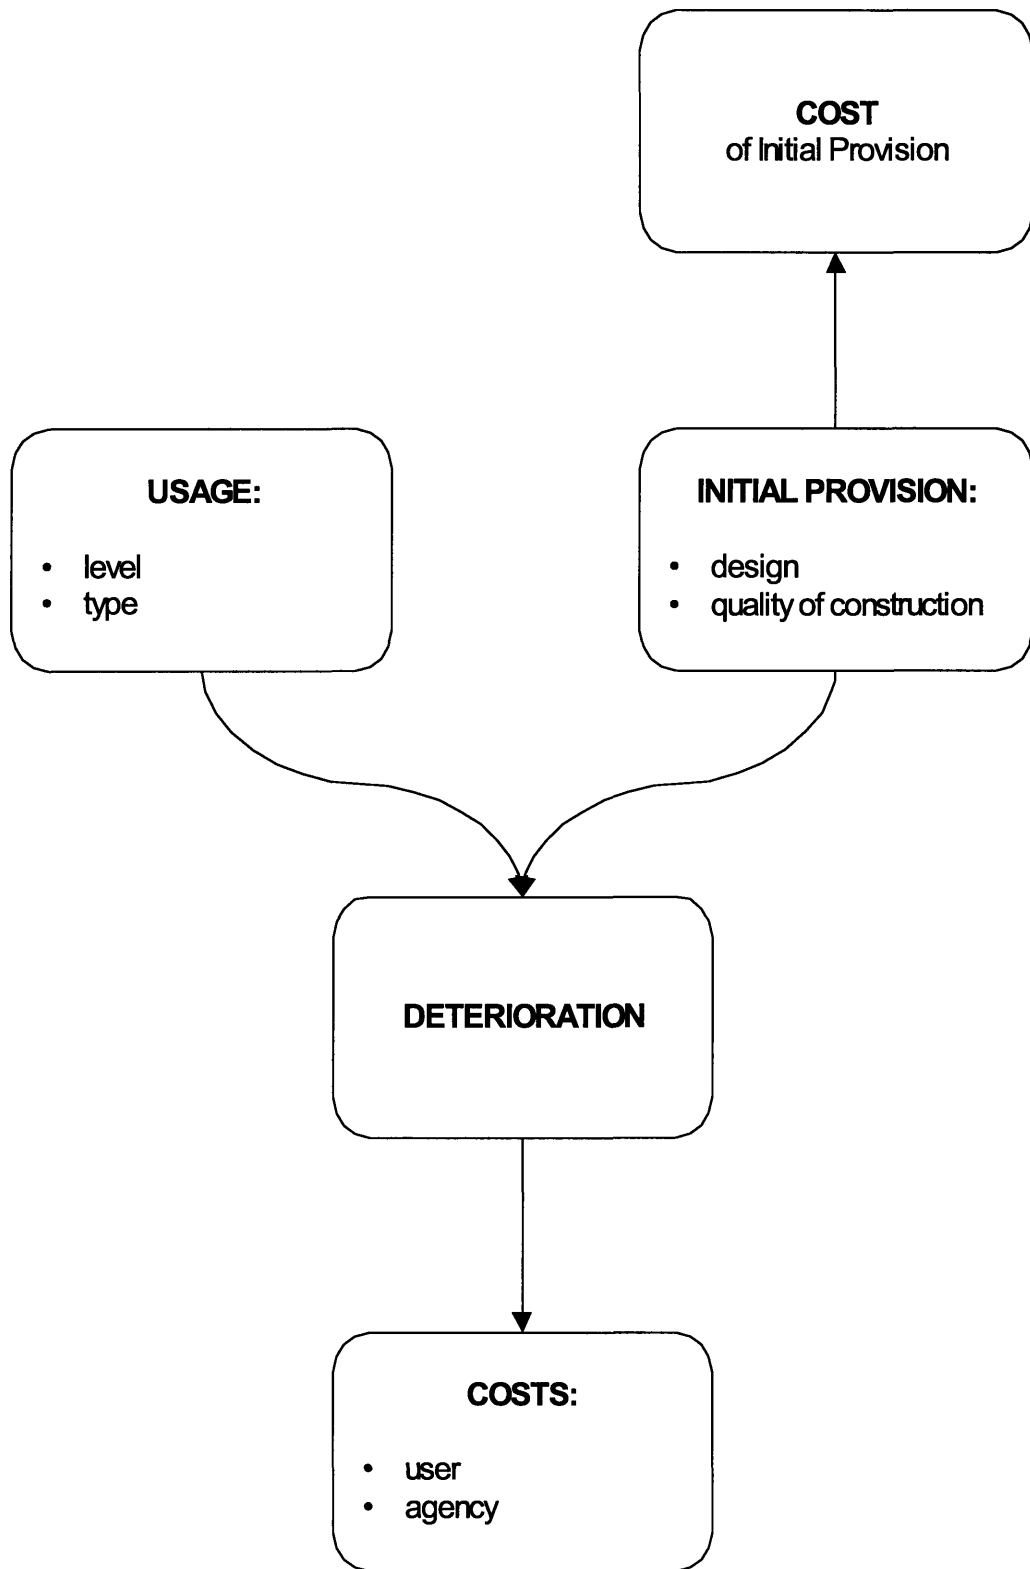 COST
of Initial Provision
USAGE:
• level
• type
INITIAL PROVISION:
• design
• quality of construction
DETERIORATION
COSTS:
• user
• agency